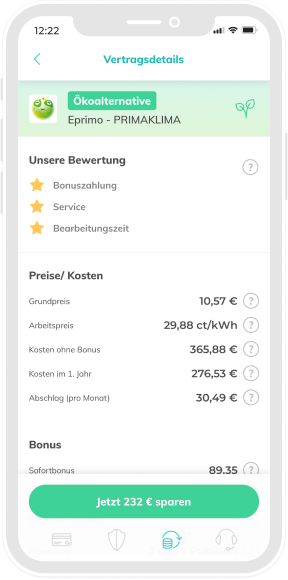 12:22
Vertragsdetails
Ökoalternative
Eprimo - PRIMAKLIMA
Unsere Bewertung
?
Bonuszahlung
Service
Bearbeitungszeit
Preise/ Kosten
Grundpreis 10,57 € ?
Arbeitspreis 29,88 ct/kWh ?
Kosten ohne Bonus 365,88 € ?
Kosten im 1. Jahr 276,53 € ?
Abschlag (pro Monat) 30,49 € ?
Bonus
Sofortbonus 89,35 ?
Jetzt 232 € sparen